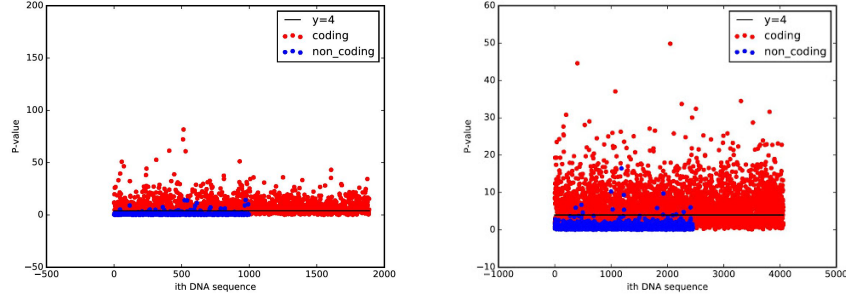 200
150
100
50
0
−50
P-value
−500
0
500
1000
1500
2000
ith DNA sequence
y=4
coding
non_coding
60
50
40
30
20
10
0
−10
P-value
−1000
0
1000
2000
3000
4000
5000
ith DNA sequence
y=4
coding
non_coding